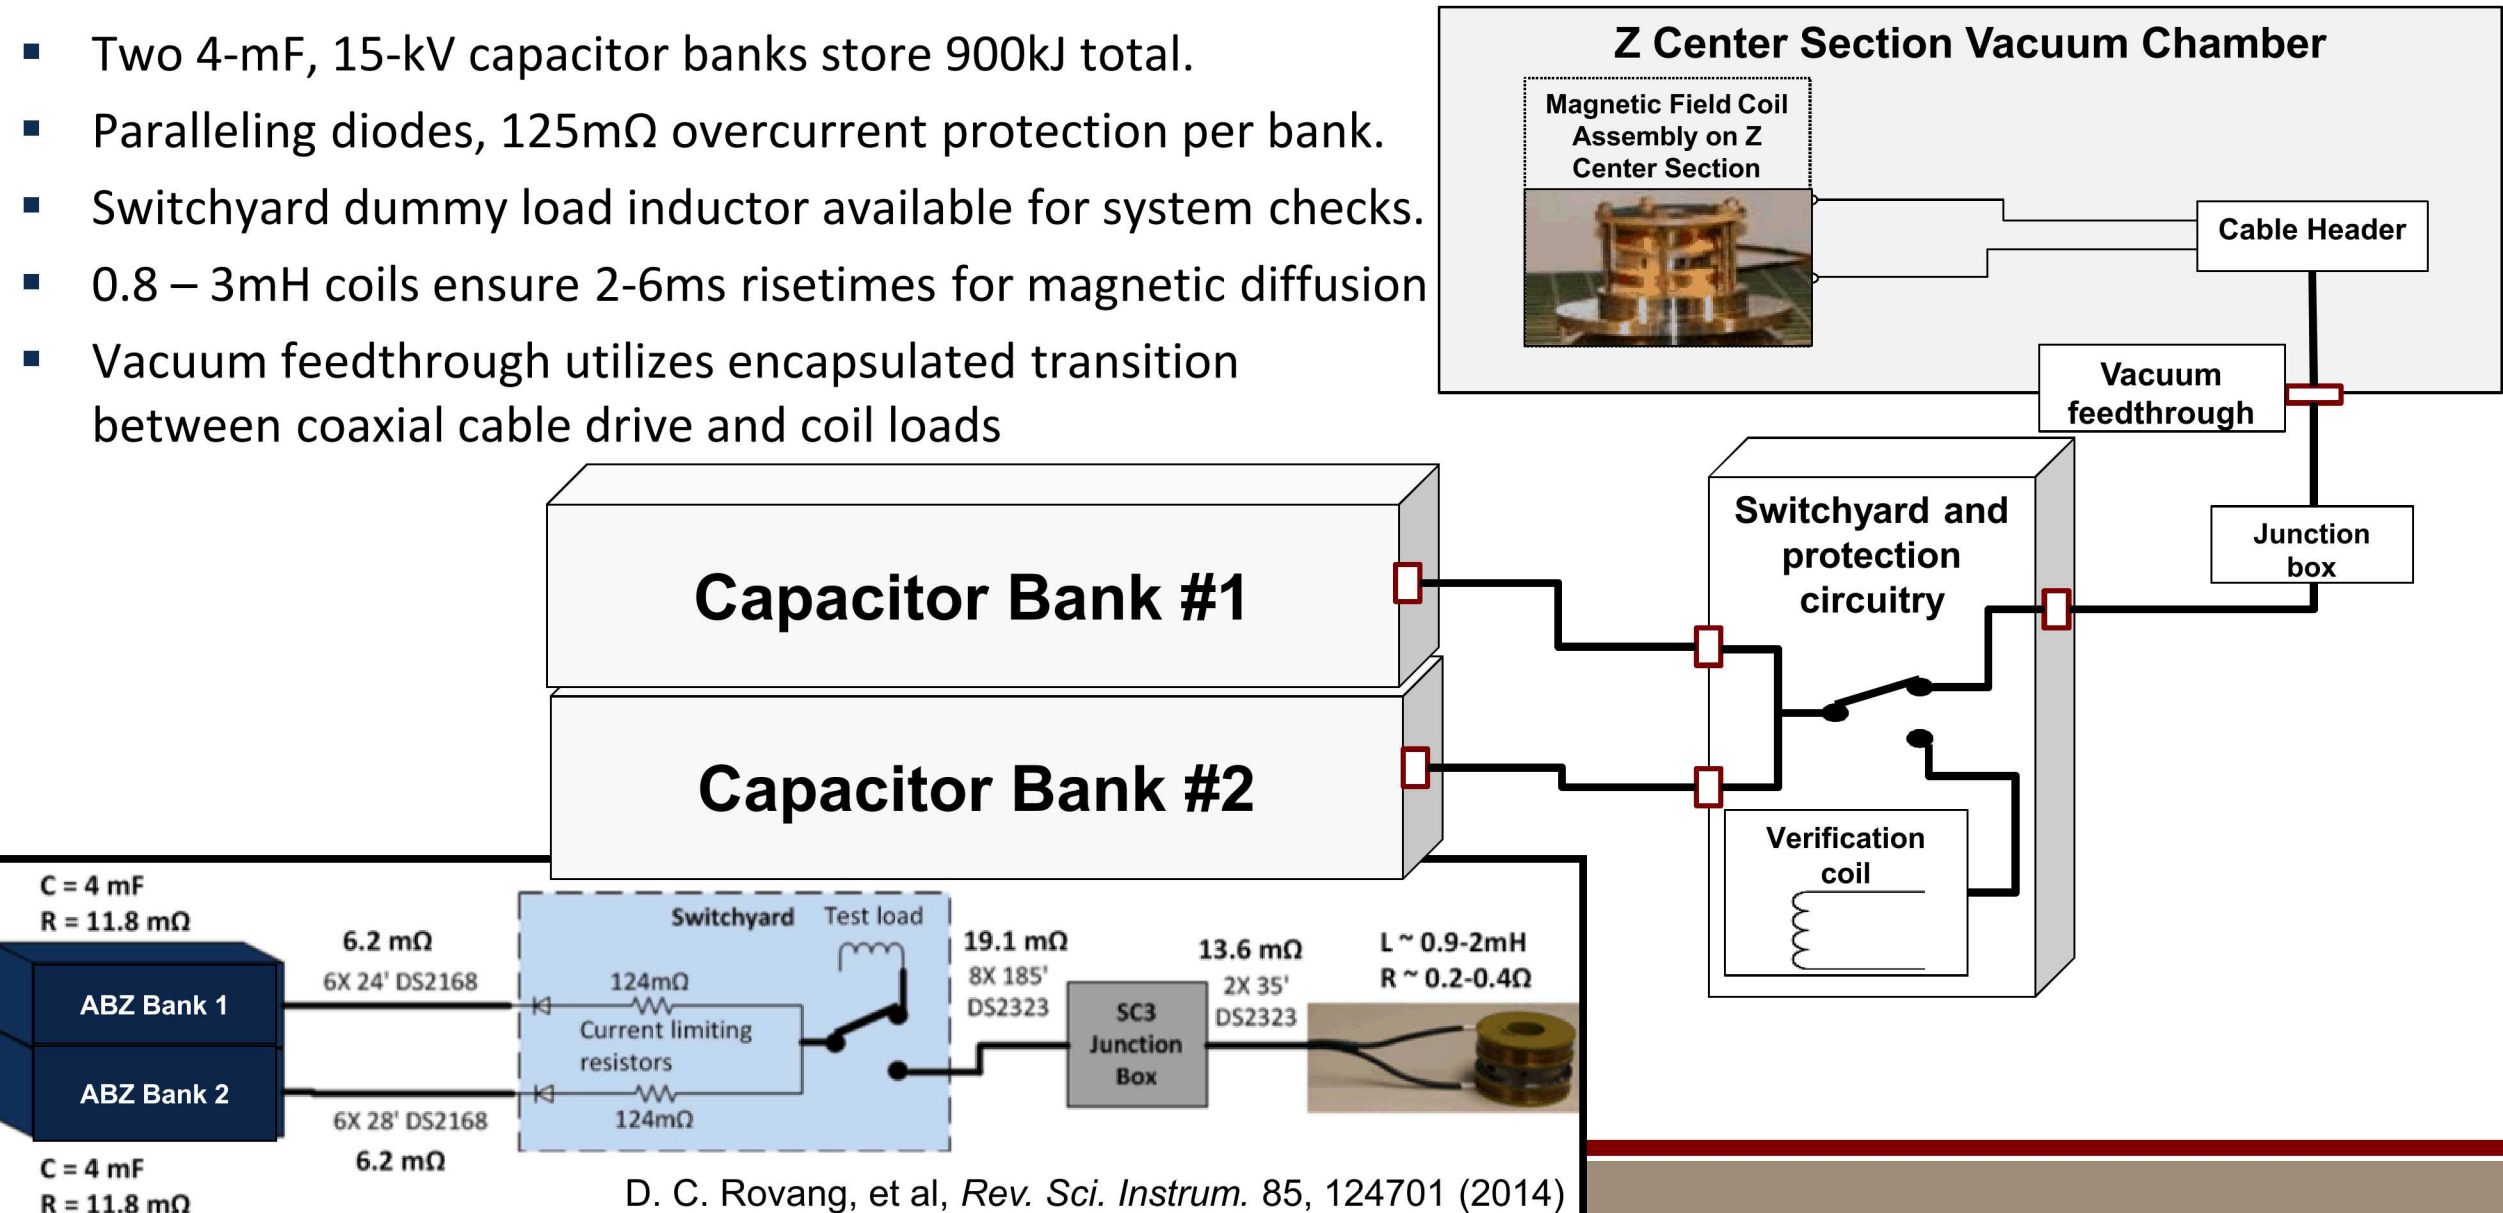 ▪ Two 4-mF, 15-kV capacitor banks store 900kJ total.
▪ Paralleling diodes, 125mΩ overcurrent protection per bank.
▪ Switchyard dummy load inductor available for system checks.
▪ 0.8 – 3mH coils ensure 2-6ms risetimes for magnetic diffusion
▪ Vacuum feedthrough utilizes encapsulated transition
between coaxial cable drive and coil loads
Z Center Section Vacuum Chamber
Magnetic Field Coil
Assembly on Z
Center Section
Cable Header
Vacuum
feedthrough
Junction
box
Switchyard and
protection
circuitry
Verification
coil
Capacitor Bank #1
Capacitor Bank #2
C = 4 mF
R = 11.8 mΩ
ABZ Bank 1
ABZ Bank 2
C = 4 mF
R = 11.8 mΩ
6.2 mΩ
6X 24' DS2168
6X 28' DS2168
6.2 mΩ
Switchyard
Test load
124mΩ
Current limiting
resistors
124mΩ
19.1 mΩ
8X 185'
DS2323
SC3
Junction
Box
13.6 mΩ
2X 35'
DS2323
L ~ 0.9-2mH
R ~ 0.2-0.4Ω
D. C. Rovang, et al, Rev. Sci. Instrum. 85, 124701 (2014)